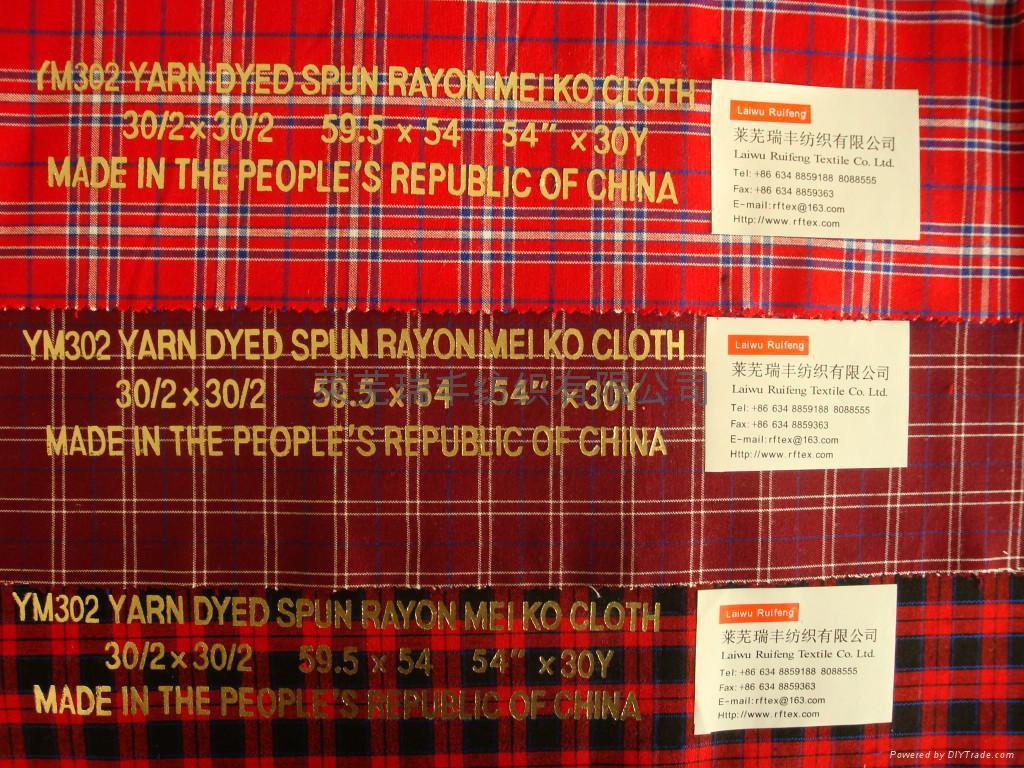 YM302 YARN DYED SPUN RAYON MEI KO CLOTH
30/2 x 30/2 59.5 x 54 54" x 30Y
MADE IN THE PEOPLE'S REPUBLIC OF CHINA
Laiwu Ruifeng
莱芜瑞丰纺织有限公司
Laiwu Ruifeng Textile Co. Ltd.
Tel: +86 634 8859188 8088555
Fax: +86 634 8859363
E-mail: rftex@163.com
Http://www.rftex.com
YM302 YARN DYED SPUN RAYON MEI KO CLOTH
30/2 x 30/2 59.5 x 54 54" x 30Y
MADE IN THE PEOPLE'S REPUBLIC OF CHINA
莱芜瑞丰纺织有限公司
Laiwu Ruifeng
莱芜瑞丰纺织有限公司
Laiwu Ruifeng Textile Co. Ltd.
Tel: +86 634 8859188 8088555
Fax: +86 634 8859363
E-mail: rftex@163.com
Http://www.rftex.com
YM302 YARN DYED SPUN RAYON MEI KO CLOTH
30/2 x 30/2 59.5 x 54 54" x 30Y
MADE IN THE PEOPLE'S REPUBLIC OF CHINA
Laiwu Ruifeng
莱芜瑞丰纺织有限公司
Laiwu Ruifeng Textile Co. Ltd.
Tel: +86 634 8859188 8088555
Fax: +86 634 8859363
E-mail: rftex@163.com
Http://www.rftex.com
Powered by DIYTrade.com